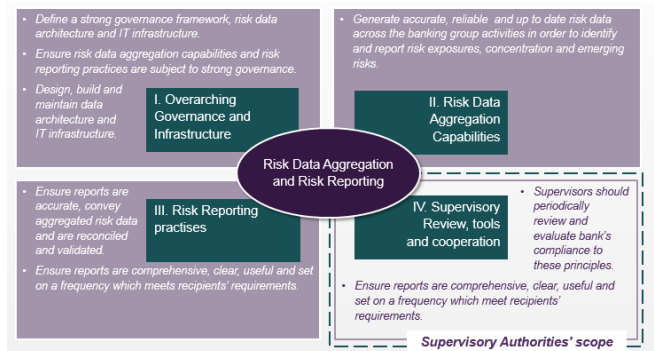 • Define a strong governance framework, risk data
architecture and IT infrastructure.
• Ensure risk data aggregation capabilities and risk
reporting practices are subject to strong governance.
• Design, build and
maintain data
architecture and
IT infrastructure.
I. Overarching
Governance and
Infrastructure
• Generate accurate, reliable and up to date risk data
across the banking group activities in order to identify
and report risk exposures, concentration and emerging
risks.
II. Risk Data
Aggregation
Capabilities
Risk Data Aggregation
and Risk Reporting
• Ensure reports are
accurate, convey
aggregated risk data
and are reconciled
and validated.
III. Risk Reporting
practises
• Ensure reports are comprehensive, clear, useful and set
on a frequency which meets recipients' requirements.
IV. Supervisory
Review, tools
and cooperation
• Supervisors should
periodically
review and
evaluate bank's
compliance to
these principles.
• Ensure reports are comprehensive, clear, useful and
set on a frequency which meet recipients'
requirements.
Supervisory Authorities' scope